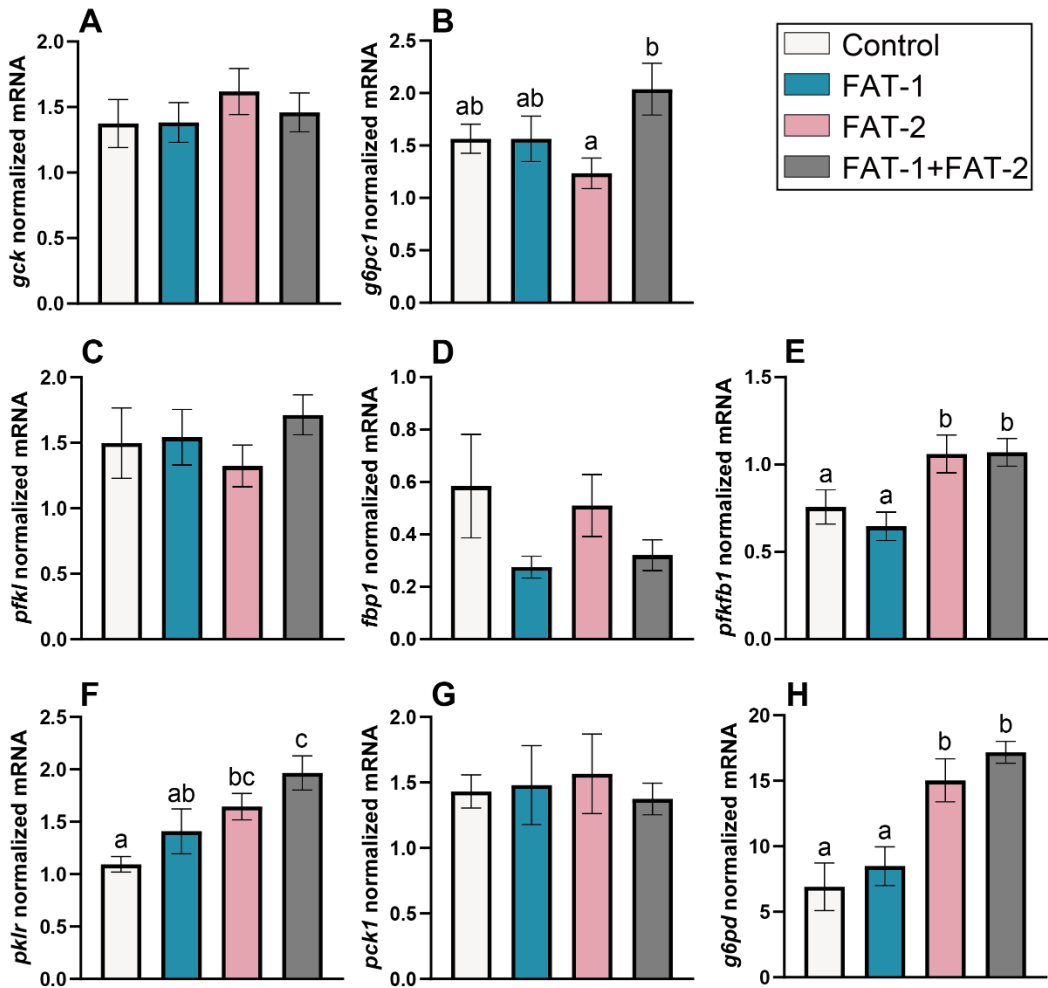 A
gck normalized mRNA
2.0
1.5
1.0
0.5
0.0
B
g6pc1 normalized mRNA
2.5
2.0
1.5
1.0
0.5
0.0
ab
ab
a
b
Control
FAT-1
FAT-2
FAT-1+FAT-2
C
pfkl normalized mRNA
2.0
1.5
1.0
0.5
0.0
D
fbp1 normalized mRNA
1.0
0.8
0.6
0.4
0.2
0.0
E
pfkfb1 normalized mRNA
1.5
1.0
0.5
0.0
a
a
b
b
F
pklr normalized mRNA
2.5
2.0
1.5
1.0
0.5
0.0
a
ab
bc
c
G
pck1 normalized mRNA
2.0
1.5
1.0
0.5
0.0
H
g6pd normalized mRNA
20
15
10
5
0
a
a
b
b